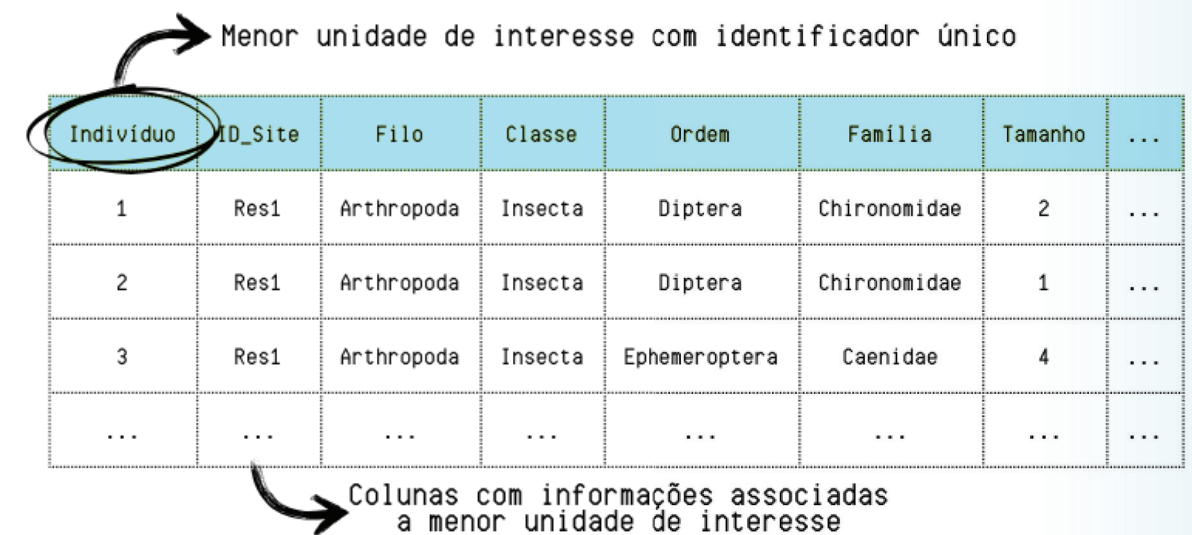 Menor unidade de interesse com identificador único
Indivíduo ID_Site Filo Classe Ordem Família Tamanho ...
1 Res1 Arthropoda Insecta Diptera Chironomidae 2 ...
2 Res1 Arthropoda Insecta Diptera Chironomidae 1 ...
3 Res1 Arthropoda Insecta Ephemeroptera Caenidae 4 ...
... ... ... ... ... ... ... ...
Colunas com informações associadas
a menor unidade de interesse